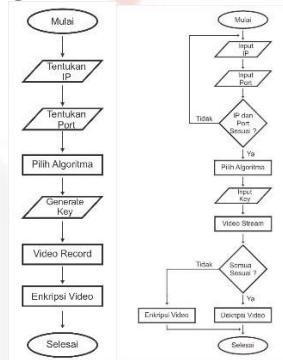 Mulai
Tentukan
IP
Tentukan
Port
Pilih Algoritma
Generate
Key
Video Record
Enkripsi Video
Selesai
Mulai
Input
IP
Input
Port
IP dan
Port
Sesuai ?
Tidak
Ya
Pilih Algoritma
Input
Key
Video Stream
Semua
Sesuai ?
Tidak
Ya
Enkripsi Video
Dekripsi Video
Selesai